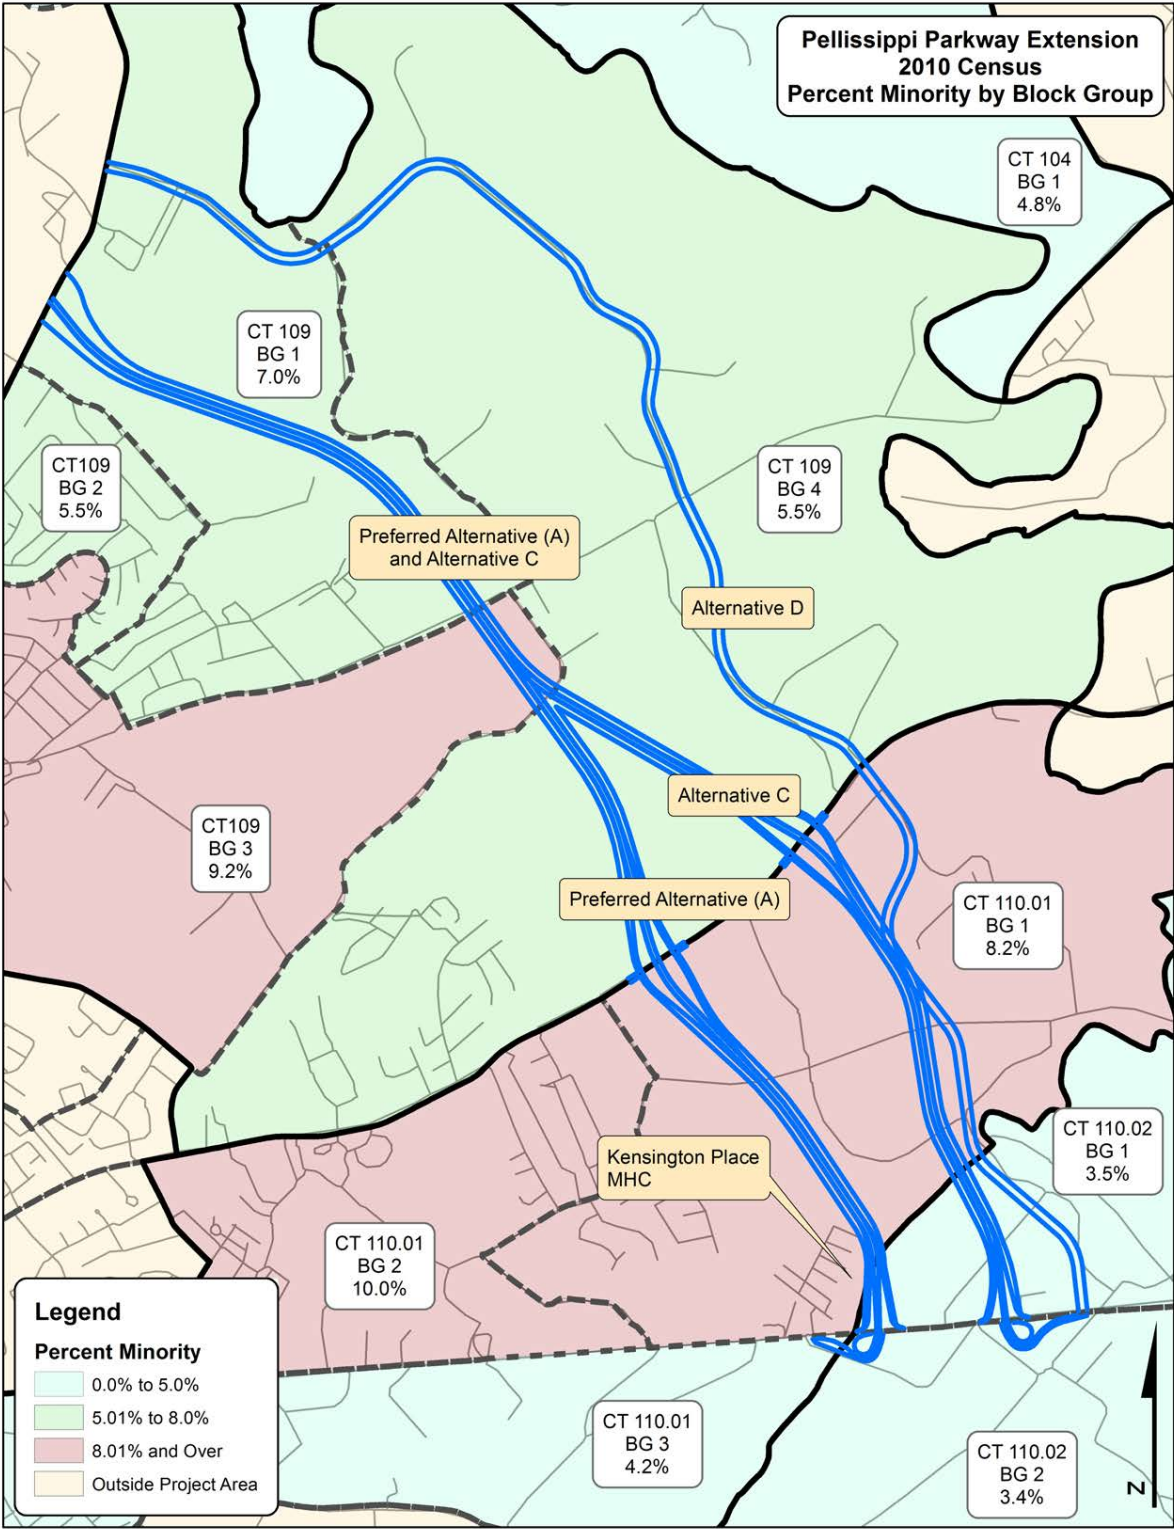 Pellissippi Parkway Extension
2010 Census
Percent Minority by Block Group
CT 104
BG 1
4.8%
CT 109
BG 1
7.0%
CT109
BG 2
5.5%
CT 109
BG 4
5.5%
Preferred Alternative (A)
and Alternative C
Alternative D
Alternative C
CT109
BG 3
9.2%
Preferred Alternative (A)
CT 110.01
BG 1
8.2%
Kensington Place
MHC
CT 110.02
BG 1
3.5%
CT 110.01
BG 2
10.0%
CT 110.01
BG 3
4.2%
CT 110.02
BG 2
3.4%
Legend
Percent Minority
0.0% to 5.0%
5.01% to 8.0%
8.01% and Over
Outside Project Area
N